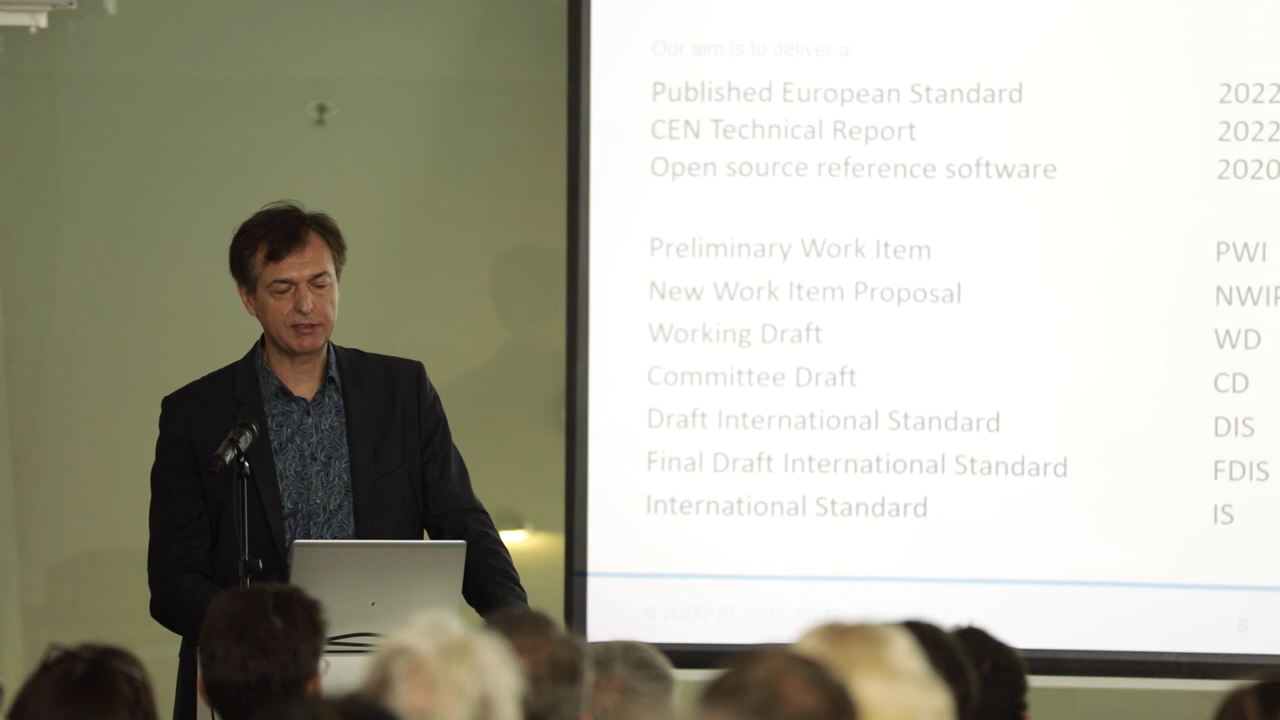 Our aim is to deliver a:
Published European Standard 2022
CEN Technical Report 2022
Open source reference software 2020
Preliminary Work Item PWI
New Work Item Proposal NWIP
Working Draft WD
Committee Draft CD
Draft International Standard DIS
Final Draft International Standard FDIS
International Standard IS
8